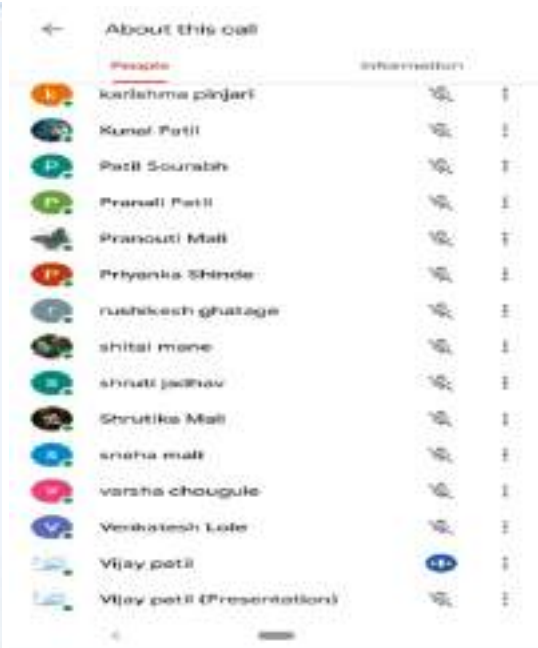 About this call
People Information
k karishma pinjari
Kunal Patil
P Patil Sourabh
P Pranali Patil
Pranouti Mali
P Priyanka Shinde
r rushikesh ghatage
shital mane
s shruti jadhav
Shrutika Mali
s sneha mali
v varsha chougule
V Venkatesh Lole
Vijay patil
Vijay patil (Presentation)